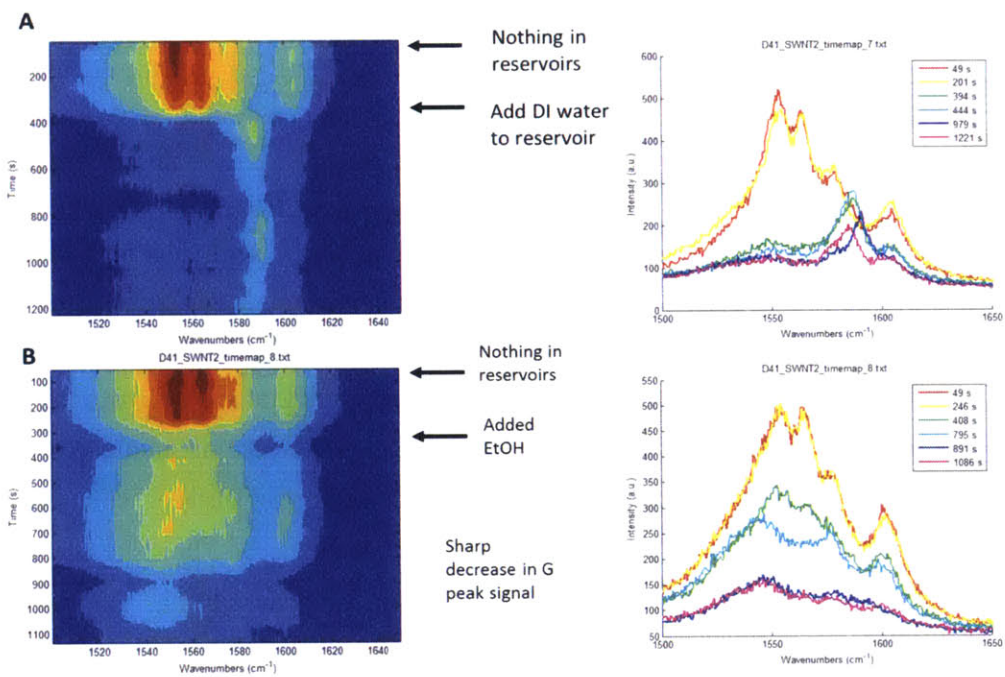 A
Nothing in
reservoirs
Add DI water
to reservoir
Time (s)
200
400
600
800
1000
1200
1520 1540 1560 1580 1600 1620 1640
Wavenumbers (cm⁻¹)
D41_SWNT2_timemap_7.txt
Intensity (a.u.)
600
500
400
300
200
100
0
1500 1550 1600 1650
Wavenumbers (cm⁻¹)
49 s
201 s
394 s
444 s
979 s
1221 s
B
D41_SWNT2_timemap_8.txt
Nothing in
reservoirs
Added
EtOH
Sharp
decrease in G
peak signal
Time (s)
100
200
300
400
500
600
700
800
900
1000
1100
1520 1540 1560 1580 1600 1620 1640
Wavenumbers (cm⁻¹)
D41_SWNT2_timemap_8.txt
Intensity (a.u.)
550
500
450
400
350
300
250
200
150
100
50
1500 1550 1600 1650
Wavenumbers (cm⁻¹)
49 s
246 s
408 s
795 s
891 s
1086 s